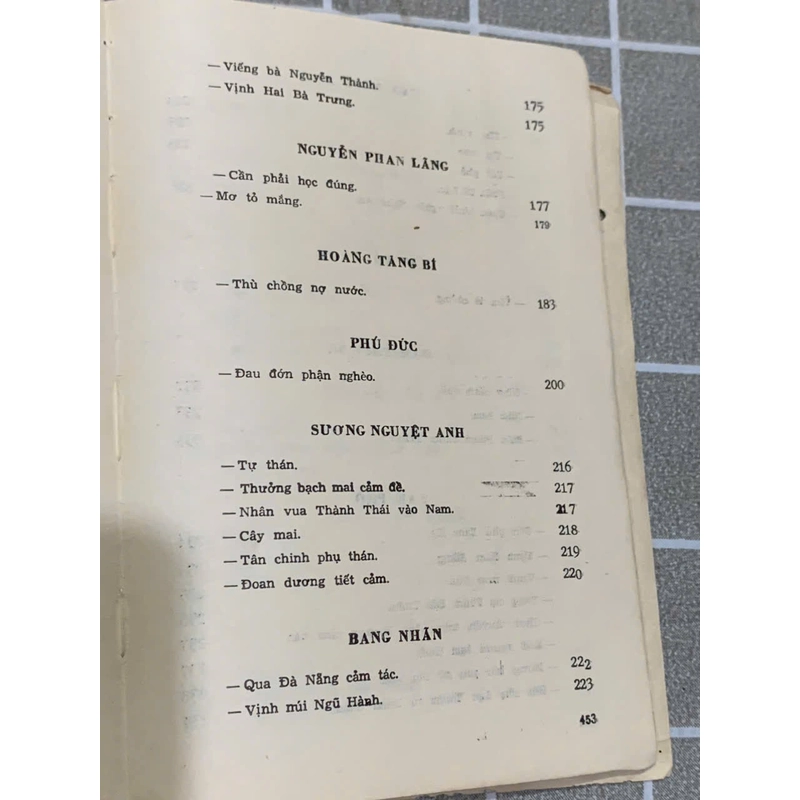 — Viếng bà Nguyễn Thành. 175
— Vịnh Hai Bà Trưng. 175
NGUYỄN PHAN LÃNG
— Cần phải học đúng. 177
— Mơ tỏ mắng. 179
HOÀNG TĂNG BÍ
— Thù chồng nợ nước. 183
PHÚ ĐỨC
— Đau đớn phận nghèo. 200
SƯƠNG NGUYỆT ANH
— Tự thán. 216
— Thưởng bạch mai cảm đề. 217
— Nhân vua Thành Thái vào Nam. 217
— Cây mai. 218
— Tân chinh phụ thán. 219
— Đoan dương tiết cảm. 220
BANG NHÃN
— Qua Đà Nẵng cảm tác. 222
— Vịnh múi Ngũ Hành. 223
453